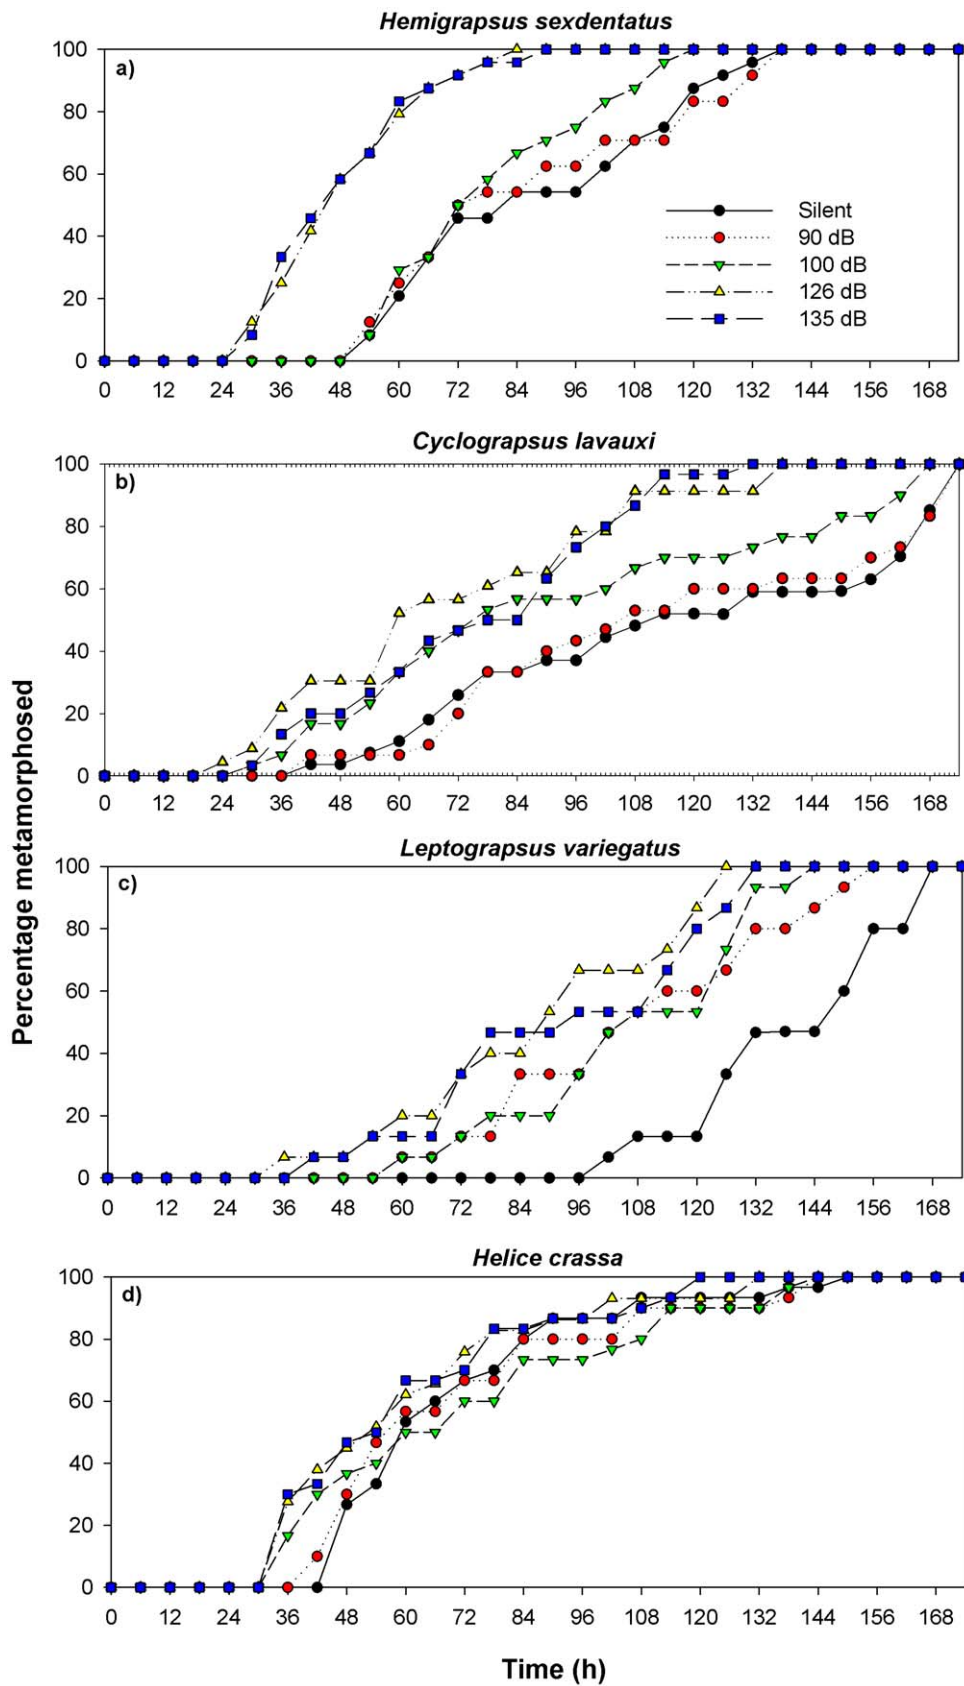 Hemigrapsus sexdentatus
a)
100
80
60
40
20
0
Silent
90 dB
100 dB
126 dB
135 dB
0 12 24 36 48 60 72 84 96 108 120 132 144 156 168
Cyclograpsus lavauxi
b)
100
80
60
40
20
0
0 12 24 36 48 60 72 84 96 108 120 132 144 156 168
Percentage metamorphosed
Leptograpsus variegatus
c)
100
80
60
40
20
0
0 12 24 36 48 60 72 84 96 108 120 132 144 156 168
Helice crassa
d)
100
80
60
40
20
0
0 12 24 36 48 60 72 84 96 108 120 132 144 156 168
Time (h)